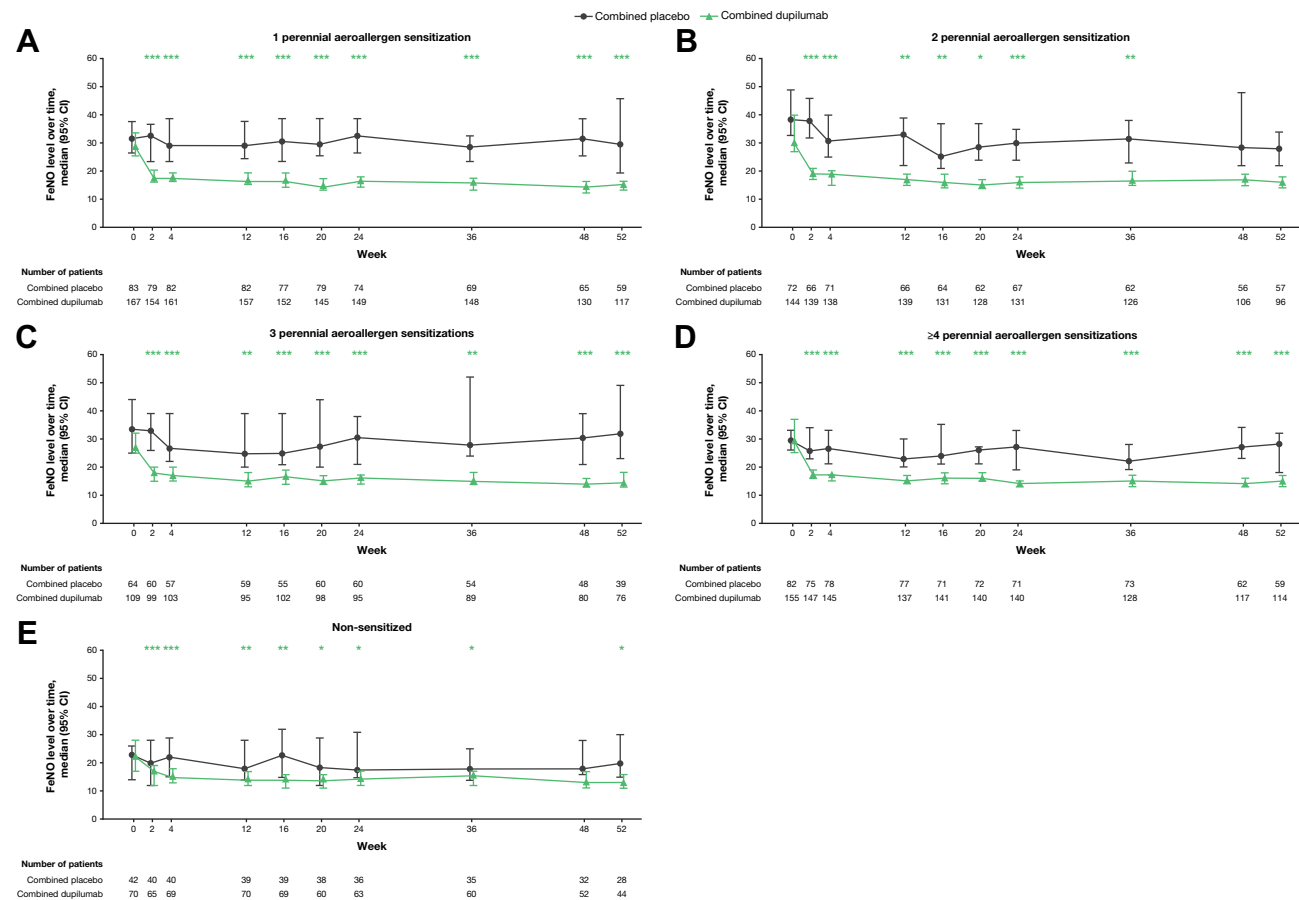 Combined placebo Combined dupilumab
A
1 perennial aeroallergen sensitization
*** *** *** *** *** *** *** *** ***
FeNO level over time,
median (95% CI)
60
50
40
30
20
10
0
0 2 4 12 16 20 24 36 48 52
Week
Number of patients
Combined placebo 83 79 82 82 77 79 74 69 65 59
Combined dupilumab 167 154 161 157 152 145 149 148 130 117
B
2 perennial aeroallergen sensitization
*** *** ** ** * *** **
FeNO level over time,
median (95% CI)
60
50
40
30
20
10
0
0 2 4 12 16 20 24 36 48 52
Week
Number of patients
Combined placebo 72 66 71 66 64 62 67 62 56 57
Combined dupilumab 144 139 138 139 131 128 131 126 106 96
C
3 perennial aeroallergen sensitizations
*** *** ** *** *** *** ** *** ***
FeNO level over time,
median (95% CI)
60
50
40
30
20
10
0
0 2 4 12 16 20 24 36 48 52
Week
Number of patients
Combined placebo 64 60 57 59 55 60 60 54 48 39
Combined dupilumab 109 99 103 95 102 98 95 89 80 76
D
≥4 perennial aeroallergen sensitizations
*** *** *** *** *** *** *** *** ***
FeNO level over time,
median (95% CI)
60
50
40
30
20
10
0
0 2 4 12 16 20 24 36 48 52
Week
Number of patients
Combined placebo 82 75 78 77 71 72 71 73 62 59
Combined dupilumab 155 147 145 137 141 140 140 128 117 114
E
Non-sensitized
*** *** ** ** * * * *
FeNO level over time,
median (95% CI)
60
50
40
30
20
10
0
0 2 4 12 16 20 24 36 48 52
Week
Number of patients
Combined placebo 42 40 40 39 39 38 36 35 32 28
Combined dupilumab 70 65 69 70 69 60 63 60 52 44